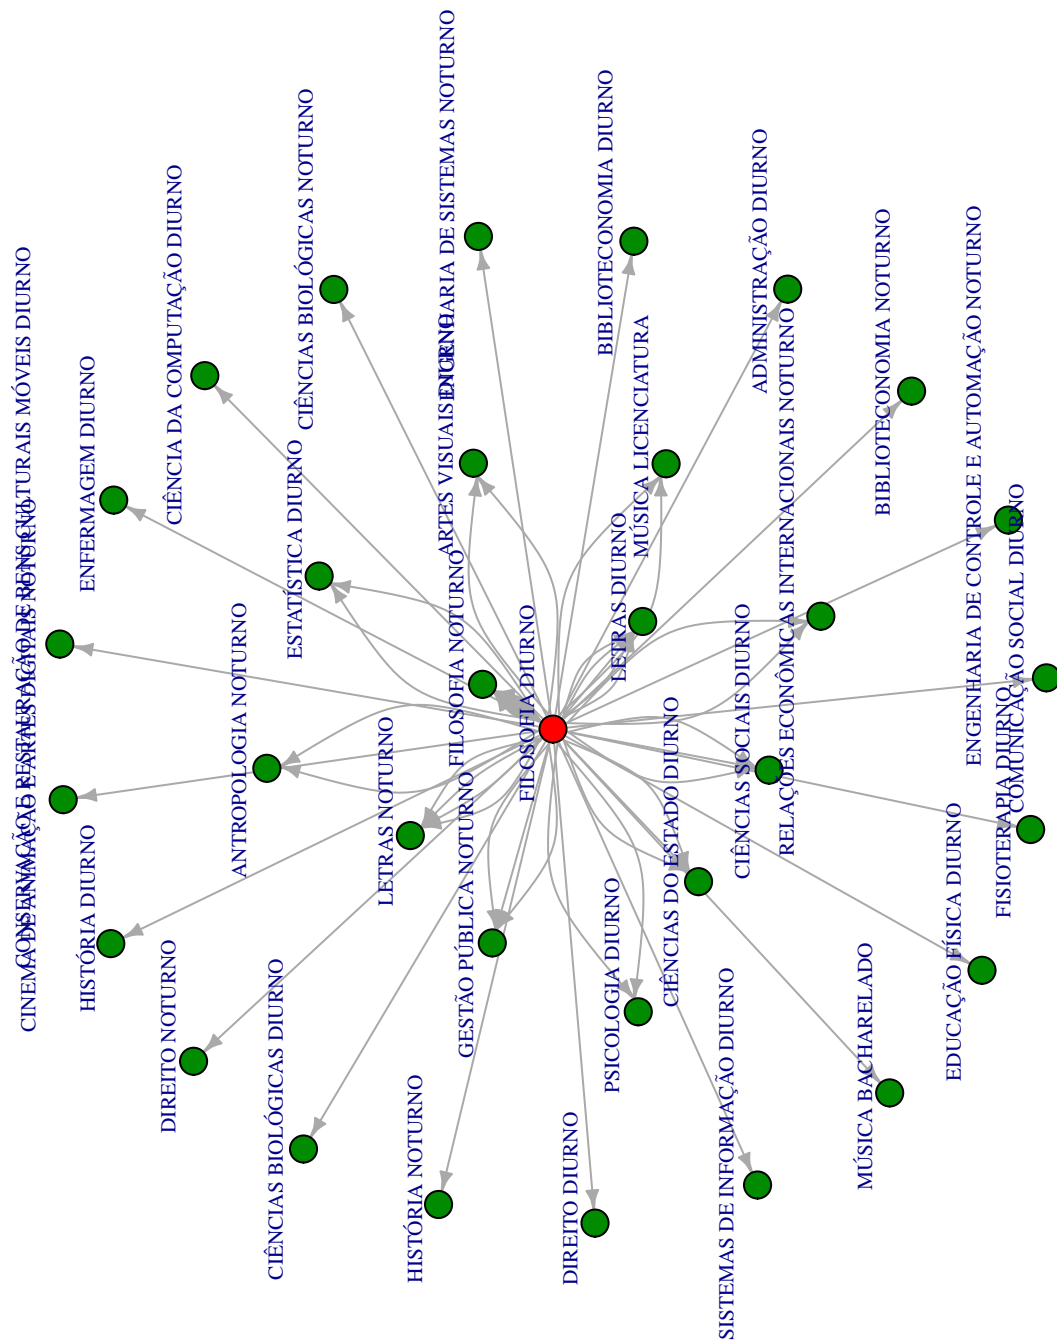 CONSERVAÇÃO E RESTAURAÇÃO DE BENS CULTURAIS MÓVEIS DIURNO
CINEMA DE ANIMAÇÃO E ARTES DIGITAIS NOTURNO
ENFERMAGEM DIURNO
HISTÓRIA DIURNO
CIÊNCIA DA COMPUTAÇÃO DIURNO
DIREITO NOTURNO
ANTROPOLOGIA NOTURNO
CIÊNCIAS BIOLÓGICAS DIURNO
ESTATÍSTICA DIURNO
CIÊNCIAS BIOLÓGICAS NOTURNO
LETRAS NOTURNO
HISTÓRIA NOTURNO
ENGENHARIA DE SISTEMAS NOTURNO
ARTES VISUAIS DIURNO
FILOSOFIA NOTURNO
GESTÃO PÚBLICA NOTURNO
FILOSOFIA DIURNO
DIREITO DIURNO
BIBLIOTECONOMIA DIURNO
LETRAS DIURNO
PSICOLOGIA DIURNO
MÚSICA LICENCIATURA
CIÊNCIAS DO ESTADO DIURNO
SISTEMAS DE INFORMAÇÃO DIURNO
CIÊNCIAS SOCIAIS DIURNO
ADMINISTRAÇÃO DIURNO
RELAÇÕES ECONÔMICAS INTERNACIONAIS NOTURNO
MÚSICA BACHARELADO
BIBLIOTECONOMIA NOTURNO
EDUCAÇÃO FÍSICA DIURNO
ENGENHARIA DE CONTROLE E AUTOMAÇÃO NOTURNO
FISIOTERAPIA DIURNO
COMUNICAÇÃO SOCIAL DIURNO